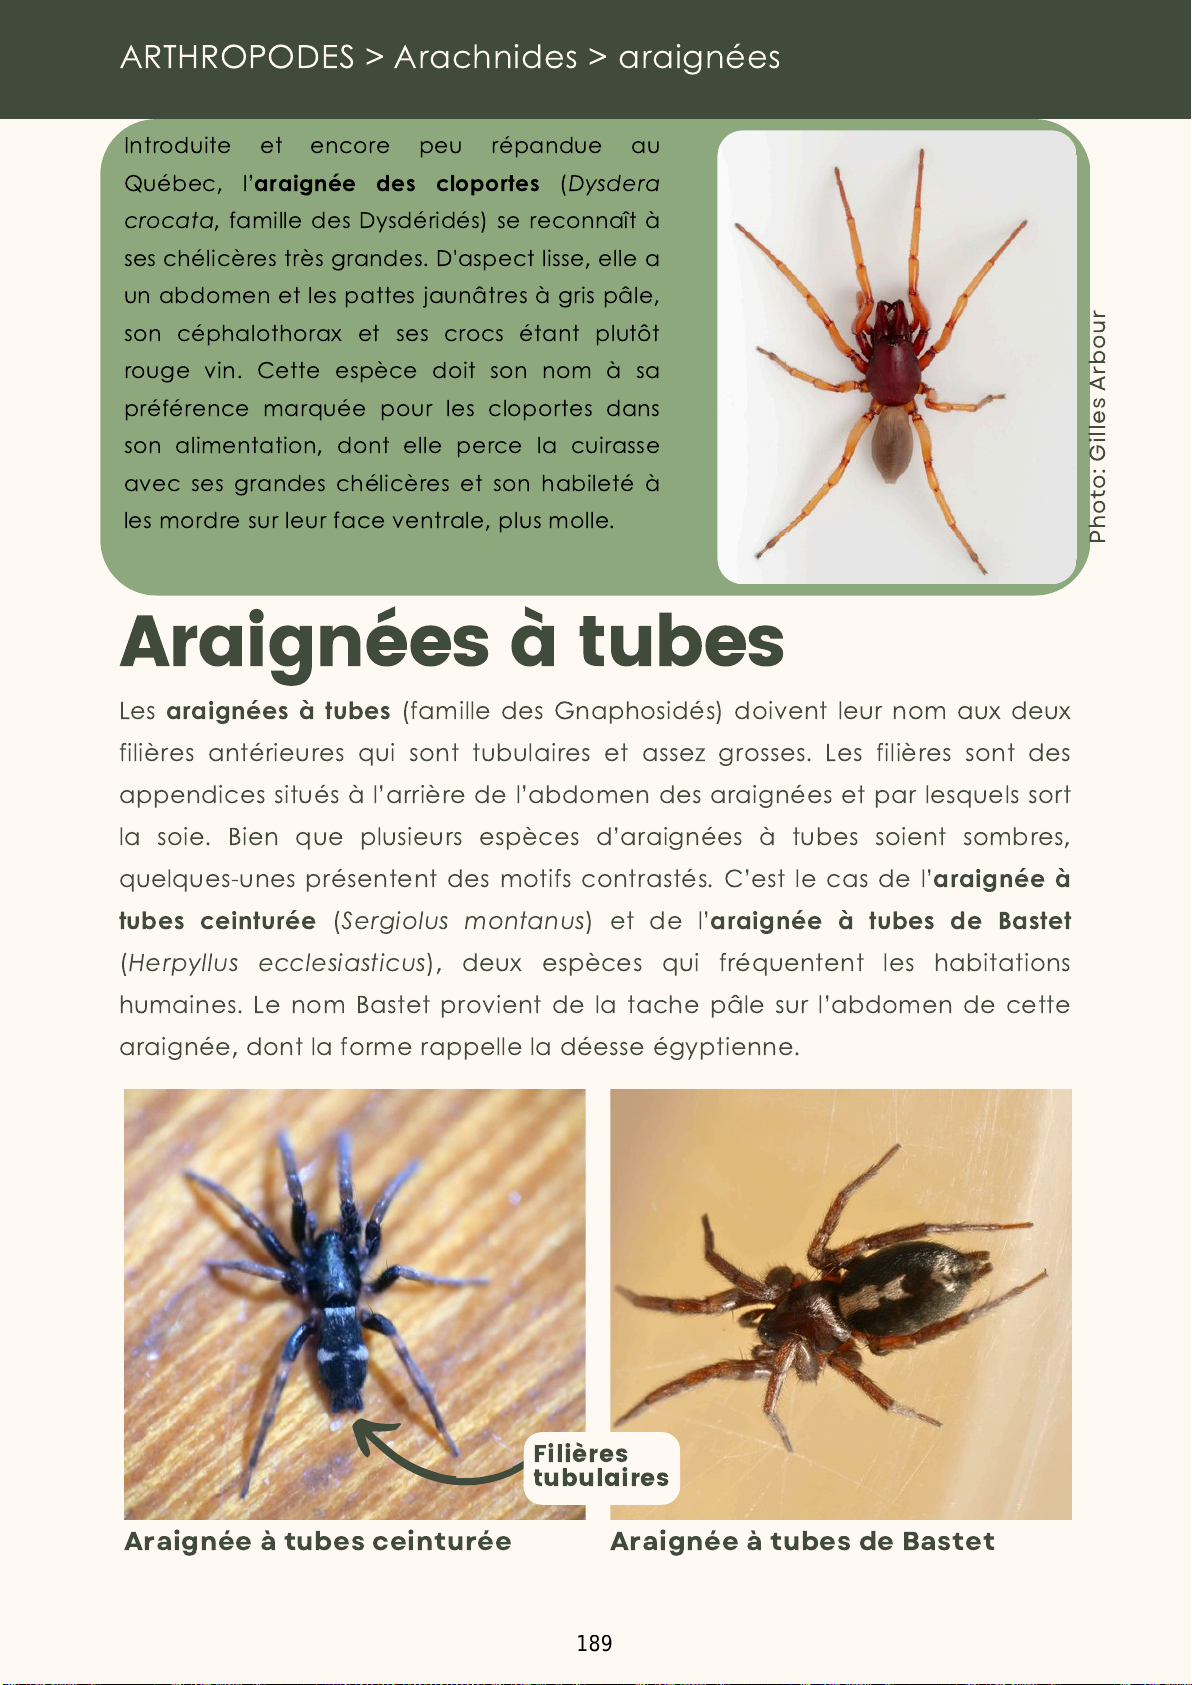 ARTHROPODES > Arachnides > araignées
Introduite et encore peu répandue au
Québec, l’araignée des cloportes (Dysdera
crocata, famille des Dysdéridés) se reconnaît à
ses chélicères très grandes. D'aspect lisse, elle a
un abdomen et les pattes jaunâtres à gris pâle,
son céphalothorax et ses crocs étant plutôt
rouge vin. Cette espèce doit son nom à sa
préférence marquée pour les cloportes dans
son alimentation, dont elle perce la cuirasse
avec ses grandes chélicères et son habileté à
les mordre sur leur face ventrale, plus molle.
Photo: Gilles Arbour
Araignées à tubes
Les araignées à tubes (famille des Gnaphosidés) doivent leur nom aux deux
filières antérieures qui sont tubulaires et assez grosses. Les filières sont des
appendices situés à l’arrière de l’abdomen des araignées et par lesquels sort
la soie. Bien que plusieurs espèces d’araignées à tubes soient sombres,
quelques-unes présentent des motifs contrastés. C’est le cas de l’araignée à
tubes ceinturée (Sergiolus montanus) et de l’araignée à tubes de Bastet
(Herpyllus ecclesiasticus), deux espèces qui fréquentent les habitations
humaines. Le nom Bastet provient de la tache pâle sur l’abdomen de cette
araignée, dont la forme rappelle la déesse égyptienne.
Filières
tubulaires
Araignée à tubes ceinturée
Araignée à tubes de Bastet
189